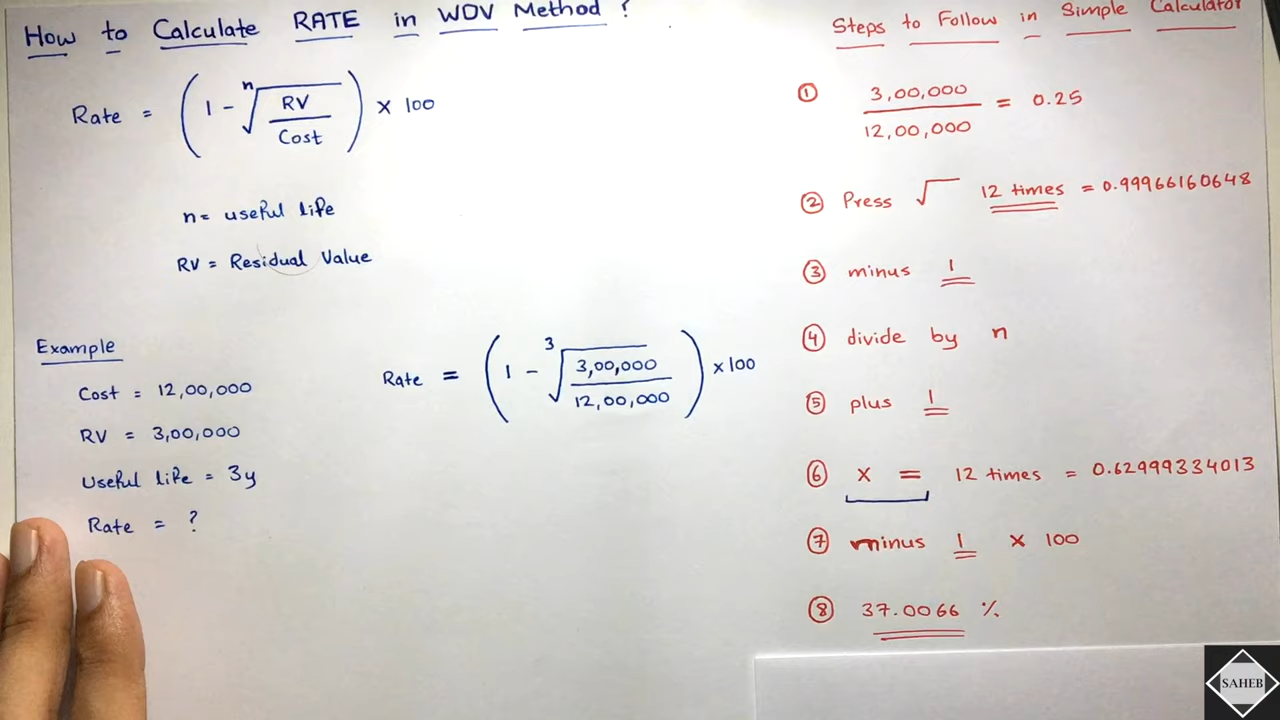 How to Calculate RATE in WDV Method ?
Rate = ( 1 - n√(RV / Cost) ) × 100
n = useful life
RV = Residual Value
Example
Cost = 12,00,000
RV = 3,00,000
Useful life = 3y
Rate = ?
Rate = ( 1 - 3√(3,00,000 / 12,00,000) ) × 100
Steps to Follow in Simple Calculator
① 3,00,000 / 12,00,000 = 0.25
② Press √ 12 times = 0.99966160648
③ minus 1
④ divide by n
⑤ plus 1
⑥ × = 12 times = 0.62999334013
⑦ minus 1 × 100
⑧ 37.0066 %
SAHEB